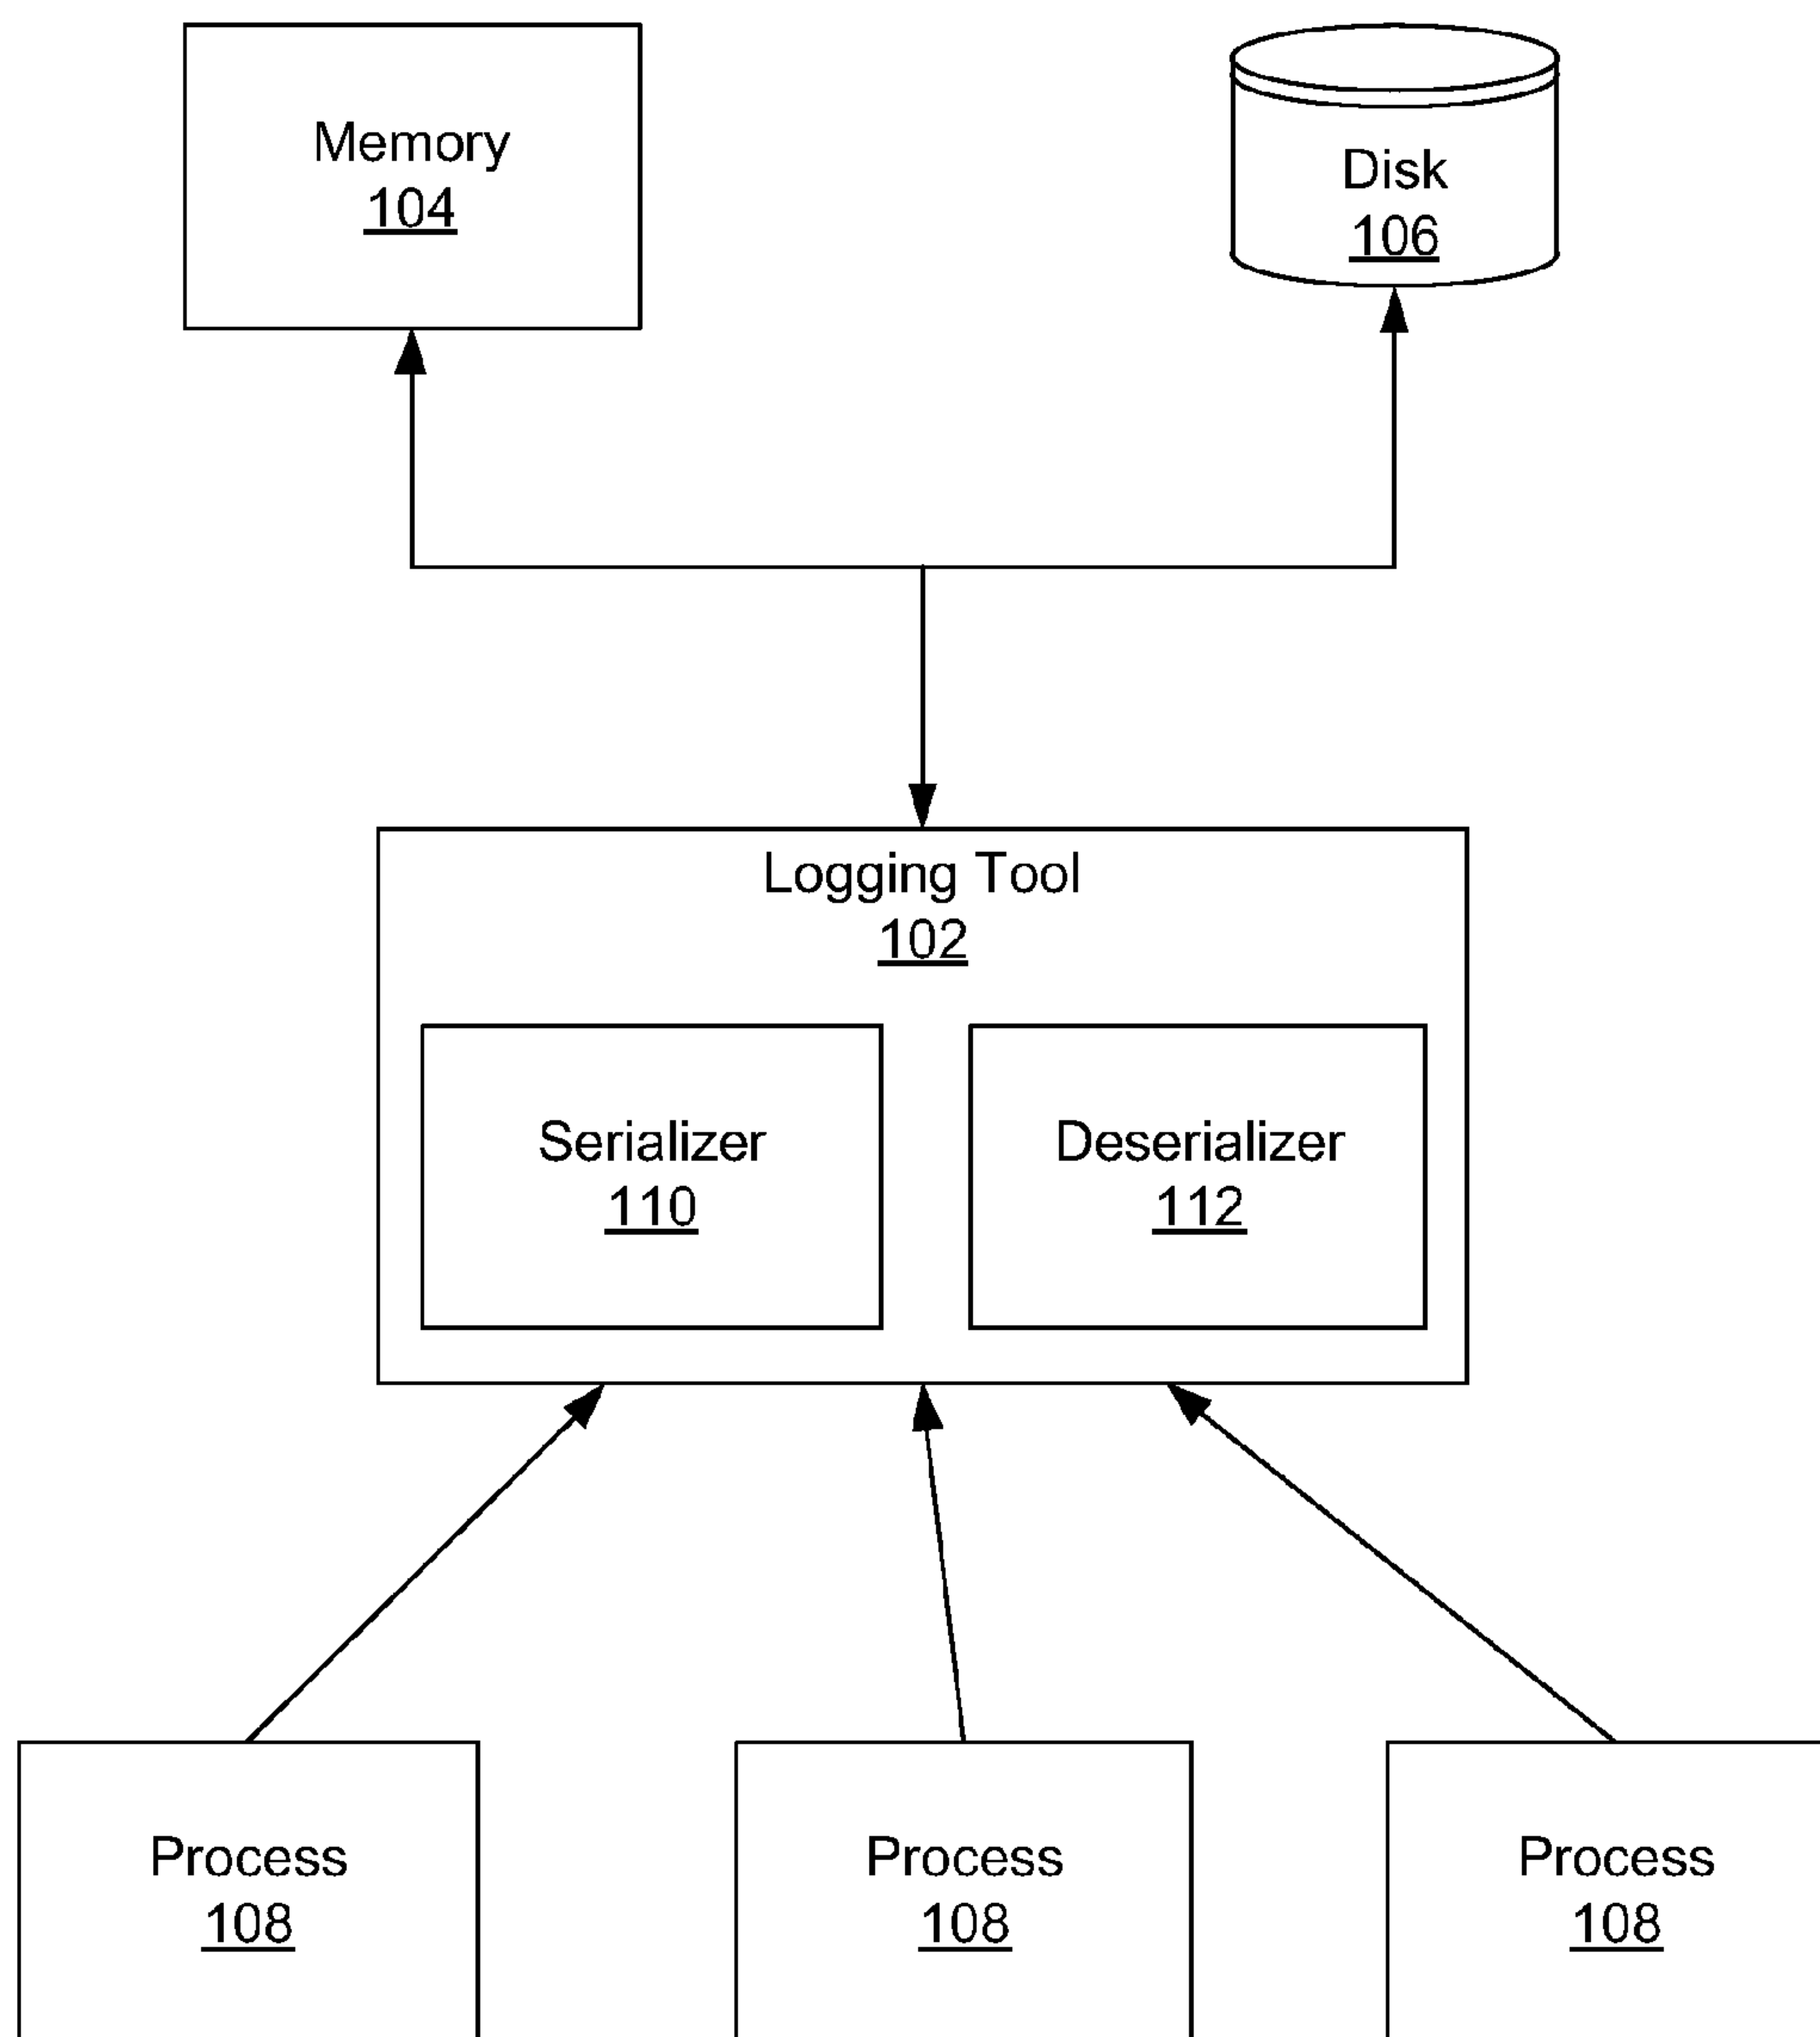 Memory
104
Disk
106
Logging Tool
102
Serializer
110
Deserializer
112
Process
108
Process
108
Process
108